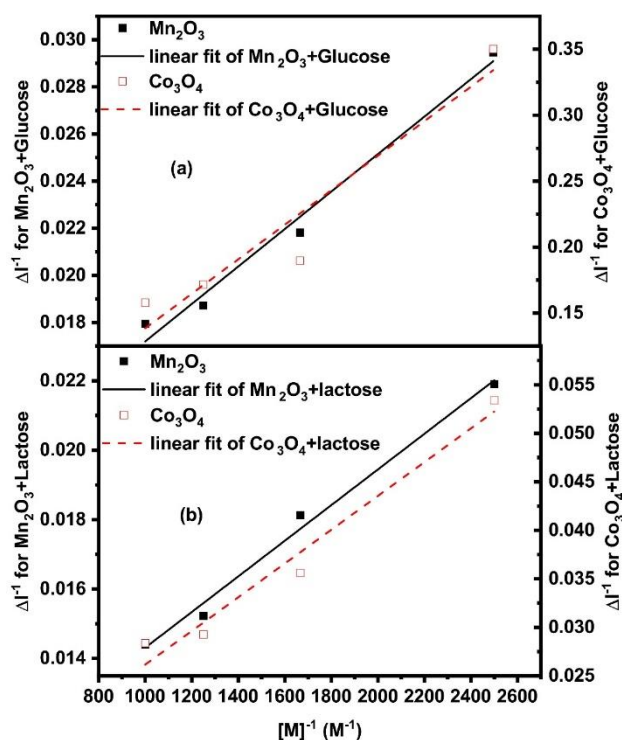 Mn₂O₃
linear fit of Mn₂O₃+Glucose
Co₃O₄
linear fit of Co₃O₄+Glucose
(a)
0.030
0.028
0.026
0.024
0.022
0.020
0.018
ΔI⁻¹ for Mn₂O₃+Glucose
0.35
0.30
0.25
0.20
0.15
ΔI⁻¹ for Co₃O₄+Glucose
Mn₂O₃
linear fit of Mn₂O₃+lactose
Co₃O₄
linear fit of Co₃O₄+lactose
(b)
0.022
0.020
0.018
0.016
0.014
ΔI⁻¹ for Mn₂O₃+Lactose
0.055
0.050
0.045
0.040
0.035
0.030
0.025
ΔI⁻¹ for Co₃O₄+Lactose
800 1000 1200 1400 1600 1800 2000 2200 2400 2600
[M]⁻¹ (M⁻¹)